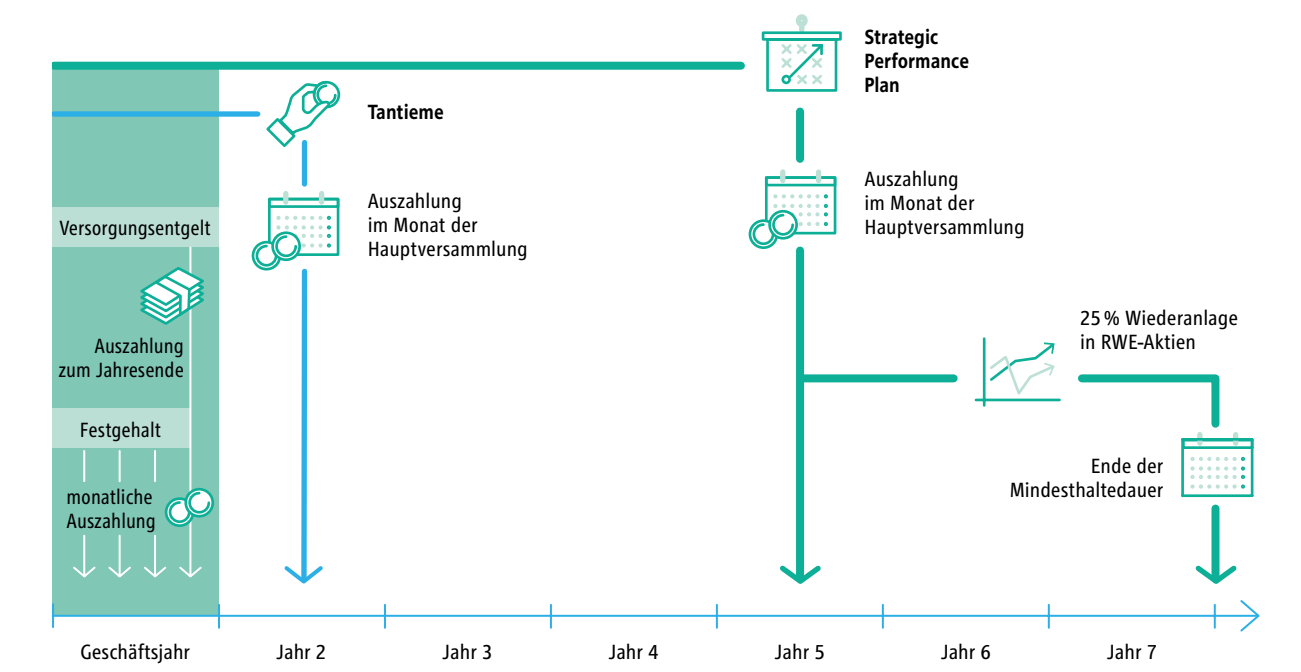 Strategic
Performance
Plan
Tantieme
Auszahlung
im Monat der
Hauptversammlung
Auszahlung
im Monat der
Hauptversammlung
Versorgungsentgelt
Auszahlung
zum Jahresende
25 % Wiederanlage
in RWE-Aktien
Festgehalt
monatliche
Auszahlung
Ende der
Mindesthaltedauer
Geschäftsjahr
Jahr 2
Jahr 3
Jahr 4
Jahr 5
Jahr 6
Jahr 7